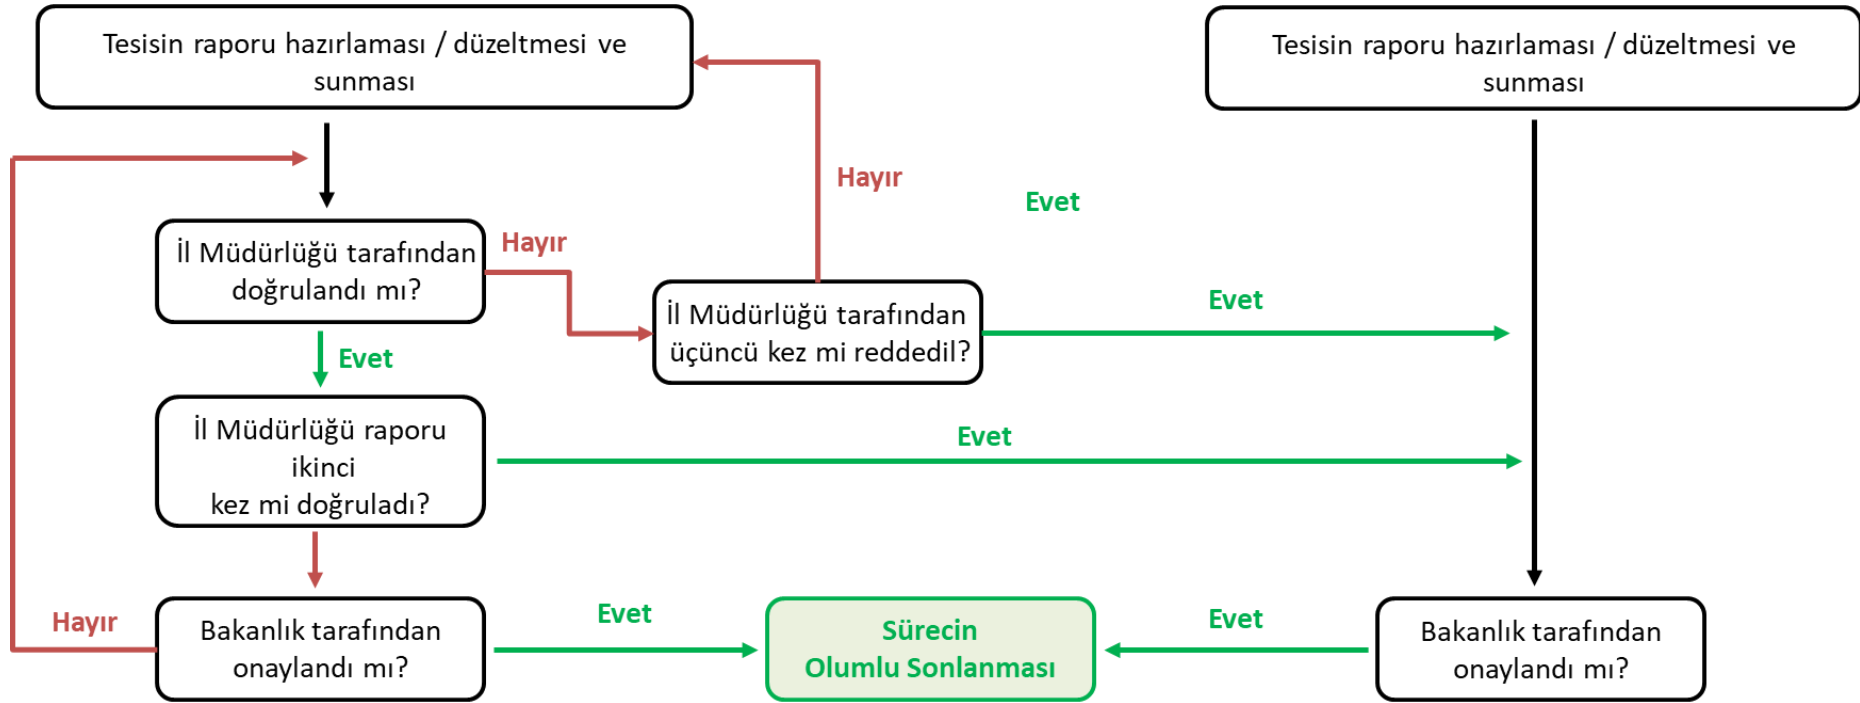 Tesisin raporu hazırlaması / düzeltmesi ve
sunması
Tesisin raporu hazırlaması / düzeltmesi ve
sunması
Hayır
Evet
İl Müdürlüğü tarafından
doğrulandı mı?
Hayır
İl Müdürlüğü tarafından
üçüncü kez mi reddedil?
Evet
Evet
İl Müdürlüğü raporu
ikinci
kez mi doğruladı?
Evet
Hayır
Bakanlık tarafından
onaylandı mı?
Evet
Sürecin
Olumlu Sonlanması
Evet
Bakanlık tarafından
onaylandı mı?